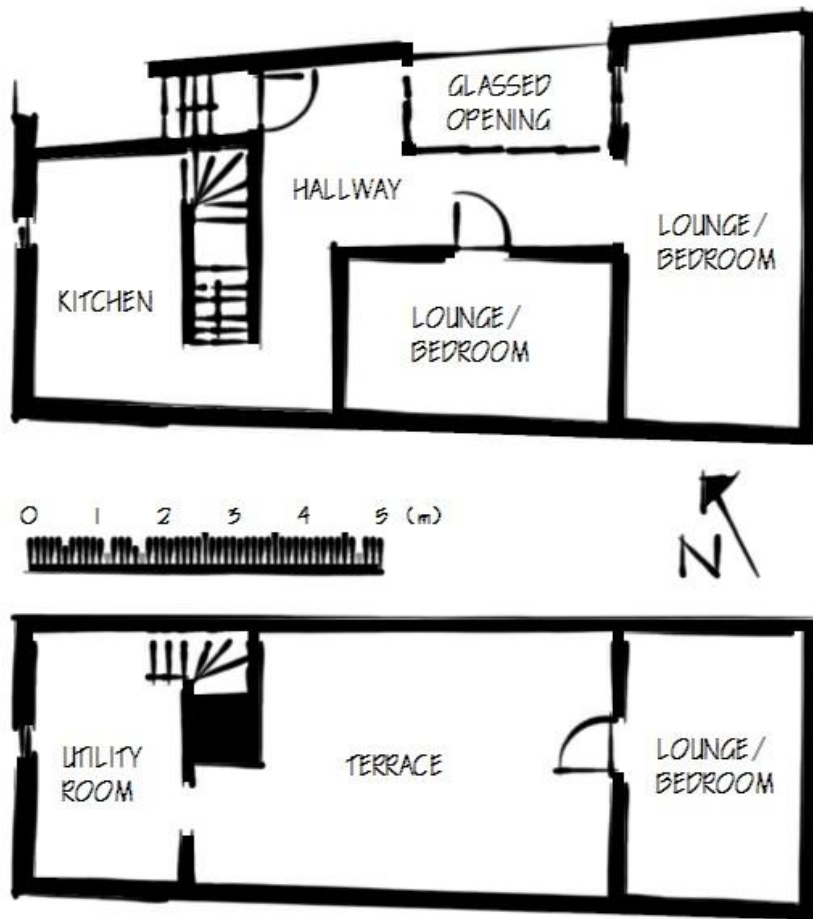 GLASSED
OPENING
HALLWAY
LOUNGE/
BEDROOM
KITCHEN
LOUNGE/
BEDROOM
0 1 2 3 4 5 (m)
N
UTILITY
ROOM
TERRACE
LOUNGE/
BEDROOM